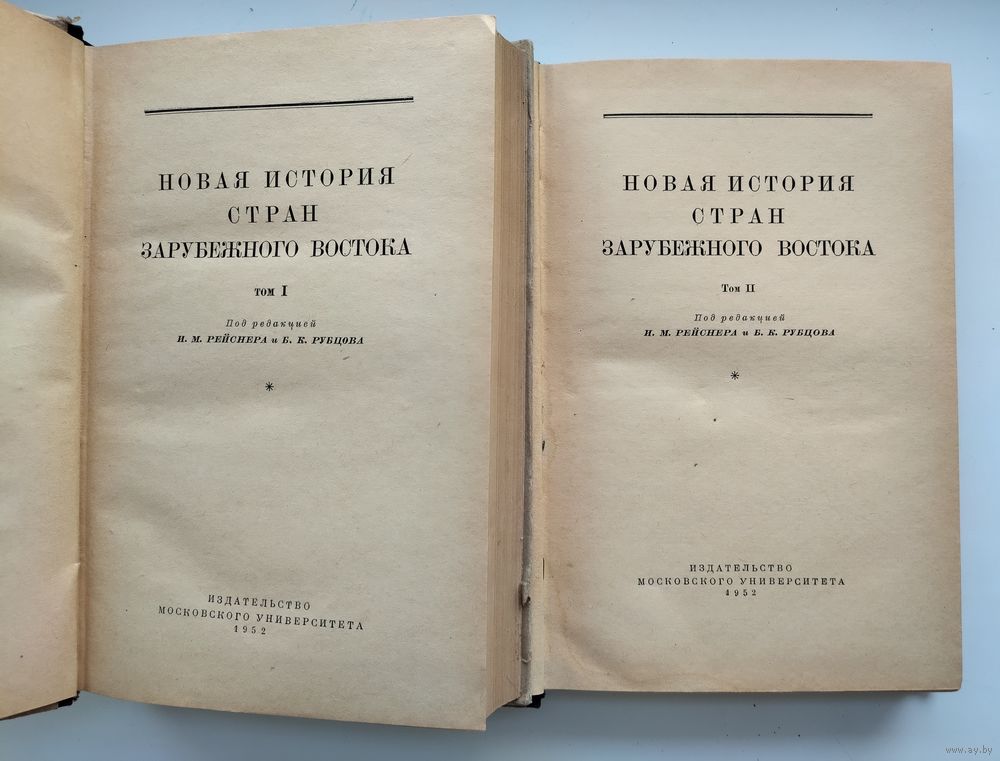 НОВАЯ ИСТОРИЯ
СТРАН
ЗАРУБЕЖНОГО ВОСТОКА
ТОМ I
Под редакцией
И. М. РЕЙСНЕРА и Б. К. РУБЦОВА
*
ИЗДАТЕЛЬСТВО
МОСКОВСКОГО УНИВЕРСИТЕТА
1952
НОВАЯ ИСТОРИЯ
СТРАН
ЗАРУБЕЖНОГО ВОСТОКА
Том II
Под редакцией
И. М. РЕЙСНЕРА и Б. К. РУБЦОВА
*
ИЗДАТЕЛЬСТВО
МОСКОВСКОГО УНИВЕРСИТЕТА
1952
www.ay.by